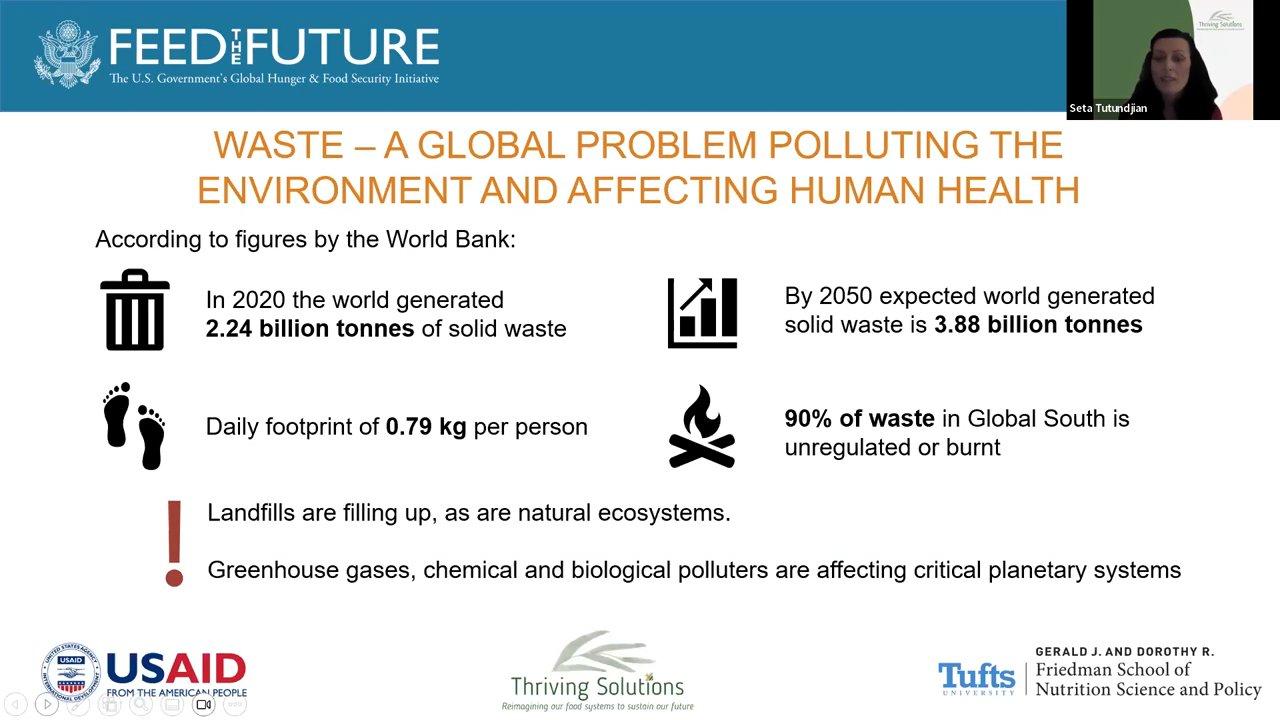 FEED THE FUTURE
The U.S. Government's Global Hunger & Food Security Initiative
Thriving Solutions
Seta Tutundjian
WASTE – A GLOBAL PROBLEM POLLUTING THE
ENVIRONMENT AND AFFECTING HUMAN HEALTH
According to figures by the World Bank:
In 2020 the world generated
2.24 billion tonnes of solid waste
By 2050 expected world generated
solid waste is 3.88 billion tonnes
Daily footprint of 0.79 kg per person
90% of waste in Global South is
unregulated or burnt
Landfills are filling up, as are natural ecosystems.
Greenhouse gases, chemical and biological polluters are affecting critical planetary systems
UNITED STATES AGENCY
USAID
INTERNATIONAL DEVELOPMENT
USAID
FROM THE AMERICAN PEOPLE
Thriving Solutions
Reimagining our food systems to sustain our future
Tufts
UNIVERSITY
GERALD J. AND DOROTHY R.
Friedman School of
Nutrition Science and Policy